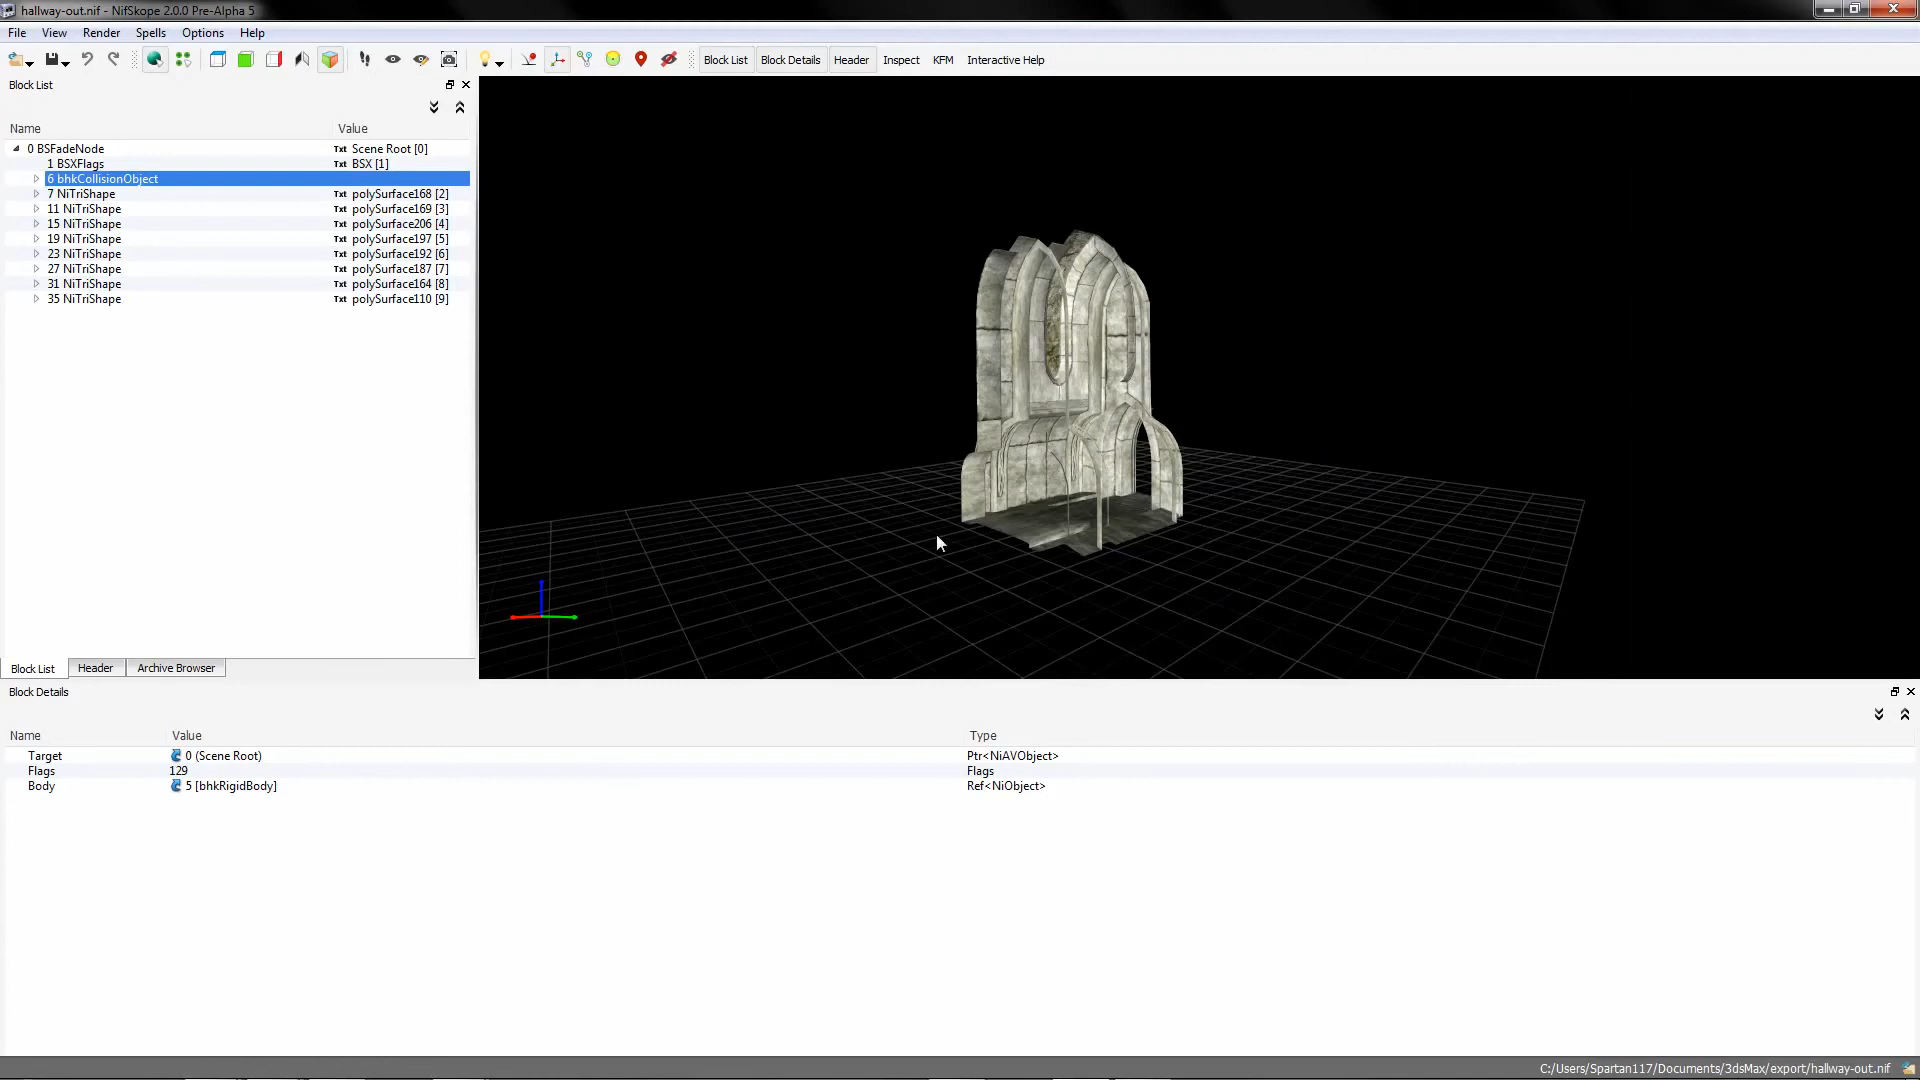 hallway-out.nif - NifSkope 2.0.0 Pre-Alpha 5
File View Render Spells Options Help
Block List Block Details Header Inspect KFM Interactive Help
Block List
Name Value
0 BSFadeNode Txt Scene Root [0]
1 BSXFlags Txt BSX [1]
6 bhkCollisionObject
7 NiTriShape Txt polySurface168 [2]
11 NiTriShape Txt polySurface169 [3]
15 NiTriShape Txt polySurface206 [4]
19 NiTriShape Txt polySurface197 [5]
23 NiTriShape Txt polySurface192 [6]
27 NiTriShape Txt polySurface187 [7]
31 NiTriShape Txt polySurface164 [8]
35 NiTriShape Txt polySurface110 [9]
Block List Header Archive Browser
Block Details
Name Value Type
Target 0 (Scene Root) Ptr<NiAVObject>
Flags 129 Flags
Body 5 [bhkRigidBody] Ref<NiObject>
C:/Users/Spartan117/Documents/3dsMax/export/hallway-out.nif